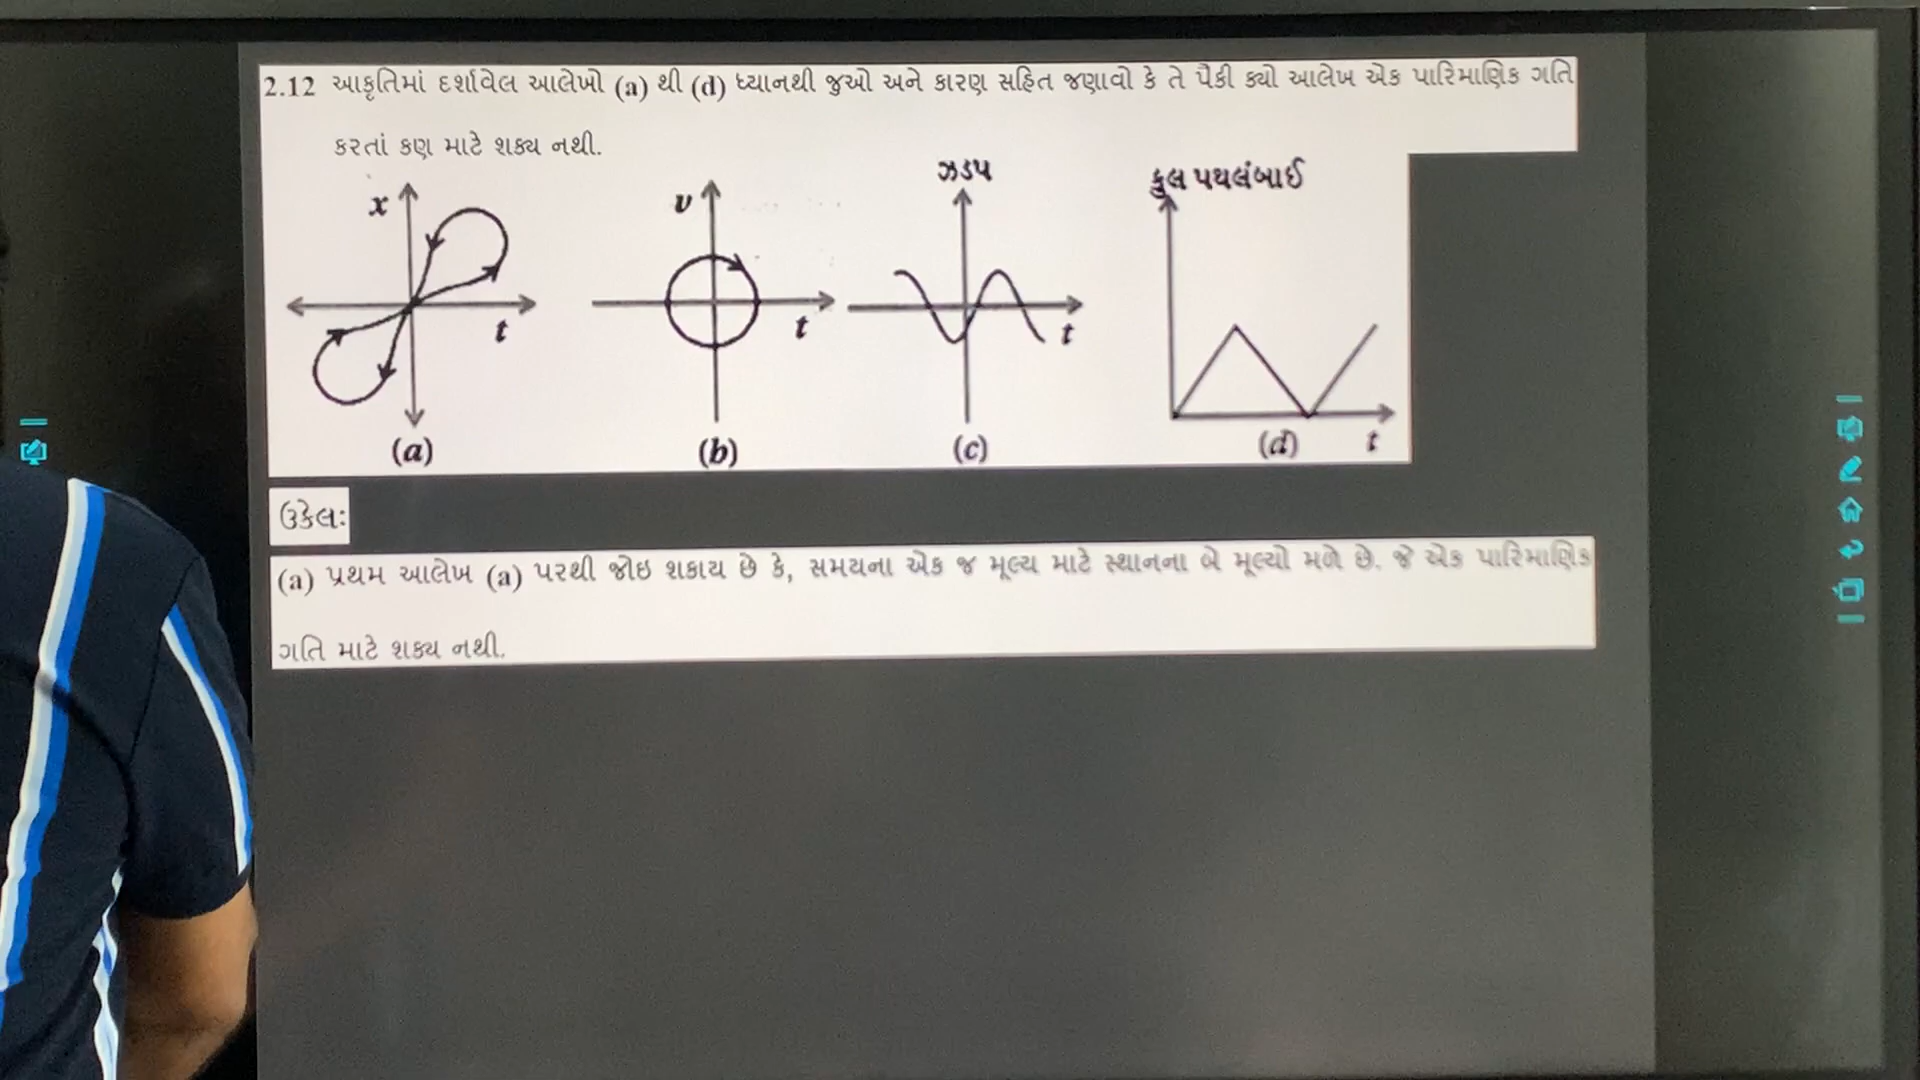 2.12 આકૃતિમાં દર્શાવેલ આલેખો (a) થી (d) ધ્યાનથી જુઓ અને કારણ સહિત જણાવો કે તે પૈકી ક્યો આલેખ એક પારિમાણિક ગતિ
કરતાં કણ માટે શક્ય નથી.
x
t
(a)
v
t
(b)
ઝડપ
t
(c)
કુલ પથલંબાઈ
t
(d)
ઉકેલઃ
(a) પ્રથમ આલેખ (a) પરથી જોઇ શકાય છે કે, સમયના એક જ મૂલ્ય માટે સ્થાનના બે મૂલ્યો મળે છે. જે એક પારિમાણિક
ગતિ માટે શક્ય નથી.